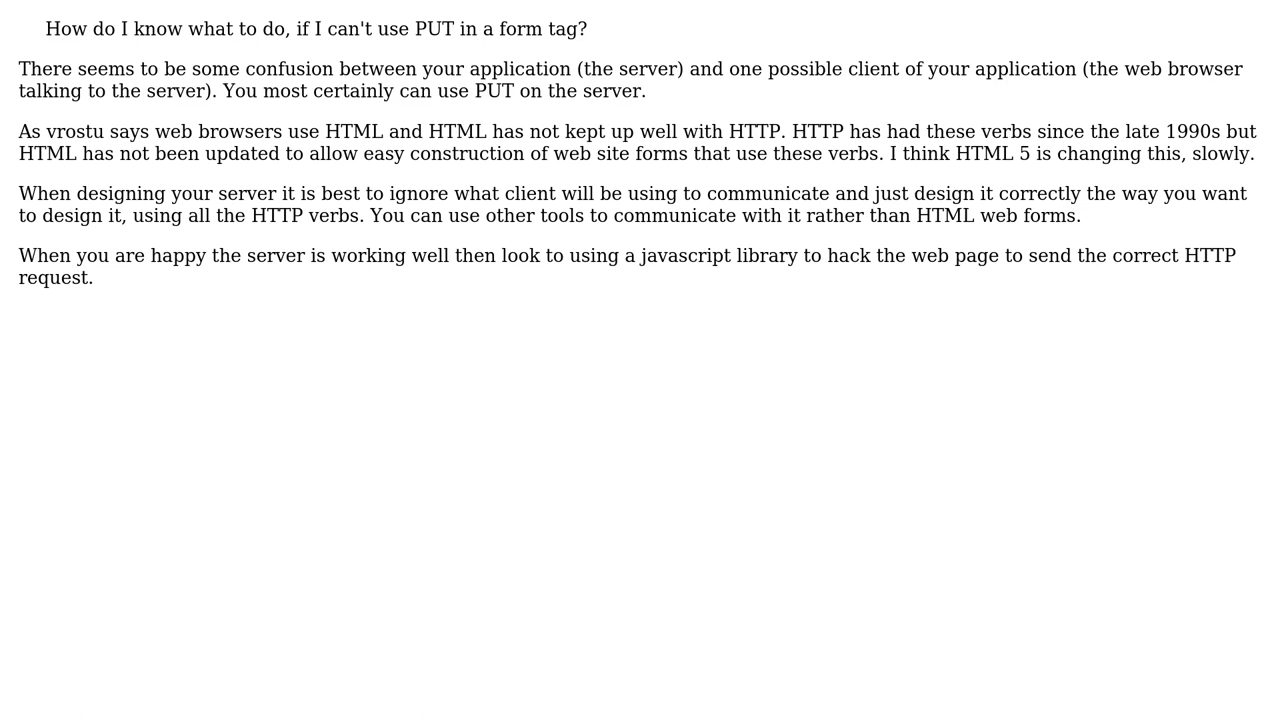 How do I know what to do, if I can't use PUT in a form tag?
There seems to be some confusion between your application (the server) and one possible client of your application (the web browser
talking to the server). You most certainly can use PUT on the server.
As vrostu says web browsers use HTML and HTML has not kept up well with HTTP. HTTP has had these verbs since the late 1990s but
HTML has not been updated to allow easy construction of web site forms that use these verbs. I think HTML 5 is changing this, slowly.
When designing your server it is best to ignore what client will be using to communicate and just design it correctly the way you want
to design it, using all the HTTP verbs. You can use other tools to communicate with it rather than HTML web forms.
When you are happy the server is working well then look to using a javascript library to hack the web page to send the correct HTTP
request.